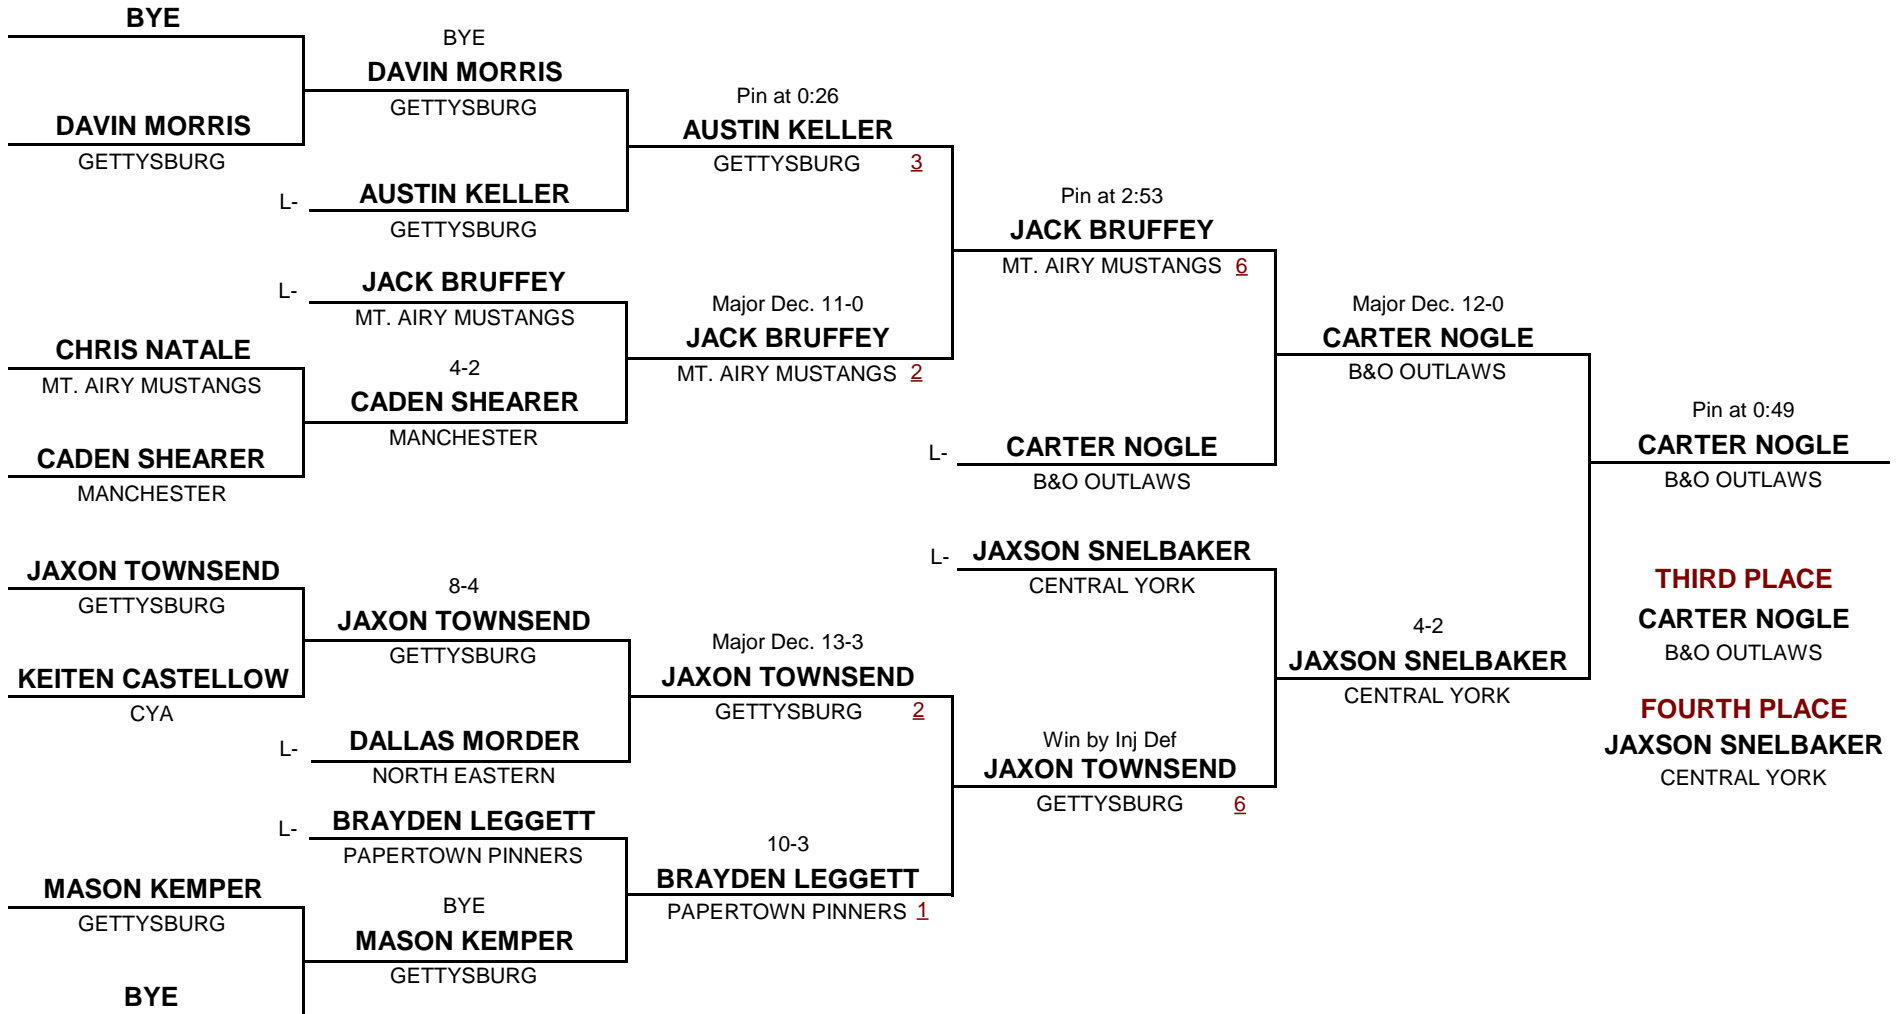 BYE
DAVIN MORRIS
GETTYSBURG
CHRIS NATALE
MT. AIRY MUSTANGS
CADEN SHEARER
MANCHESTER
JAXON TOWNSEND
GETTYSBURG
KEITEN CASTELLOW
CYA
MASON KEMPER
GETTYSBURG
BYE
BYE
DAVIN MORRIS
GETTYSBURG
L- AUSTIN KELLER
GETTYSBURG
L- JACK BRUFFEY
MT. AIRY MUSTANGS
4-2
CADEN SHEARER
MANCHESTER
8-4
JAXON TOWNSEND
GETTYSBURG
L- DALLAS MORDER
NORTH EASTERN
L- BRAYDEN LEGGETT
PAPERTOWN PINNERS
BYE
MASON KEMPER
GETTYSBURG
Pin at 0:26
AUSTIN KELLER
GETTYSBURG 3
Major Dec. 11-0
JACK BRUFFEY
MT. AIRY MUSTANGS 2
Major Dec. 13-3
JAXON TOWNSEND
GETTYSBURG 2
10-3
BRAYDEN LEGGETT
PAPERTOWN PINNERS 1
Pin at 2:53
JACK BRUFFEY
MT. AIRY MUSTANGS 6
L- CARTER NOGLE
B&O OUTLAWS
L- JAXSON SNELBAKER
CENTRAL YORK
Win by Inj Def
JAXON TOWNSEND
GETTYSBURG 6
Major Dec. 12-0
CARTER NOGLE
B&O OUTLAWS
4-2
JAXSON SNELBAKER
CENTRAL YORK
Pin at 0:49
CARTER NOGLE
B&O OUTLAWS
THIRD PLACE
CARTER NOGLE
B&O OUTLAWS
FOURTH PLACE
JAXSON SNELBAKER
CENTRAL YORK